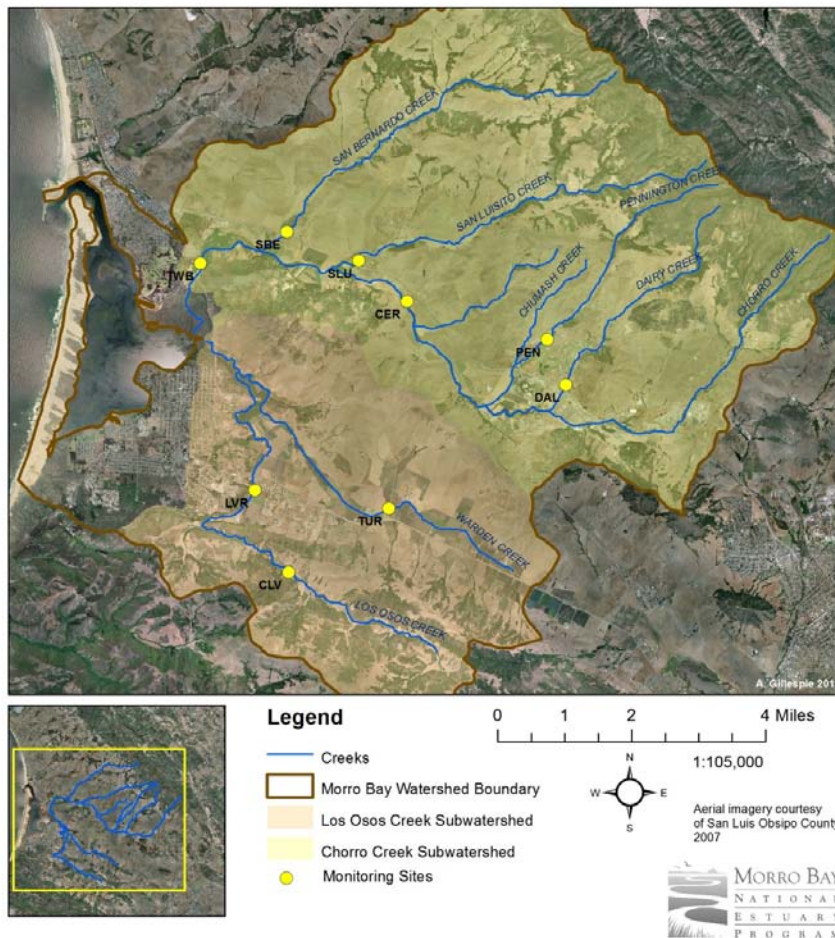 SAN BERNARDO CREEK
SAN LUISITO CREEK
PENNINGTON CREEK
SBE
TWB
SLU
CHUMASH CREEK
DAIRY CREEK
CHORRO CREEK
CER
PEN
DAL
LVR
TUR
WARDEN CREEK
CLV
LOS OSOS CREEK
A. Gillespie 201
Legend
Creeks
Morro Bay Watershed Boundary
Los Osos Creek Subwatershed
Chorro Creek Subwatershed
Monitoring Sites
0 1 2 4 Miles
1:105,000
N
W E
S
Aerial imagery courtesy
of San Luis Obsipo County
2007
MORRO BAY
NATIONAL
ESTUARY
PROGRAM